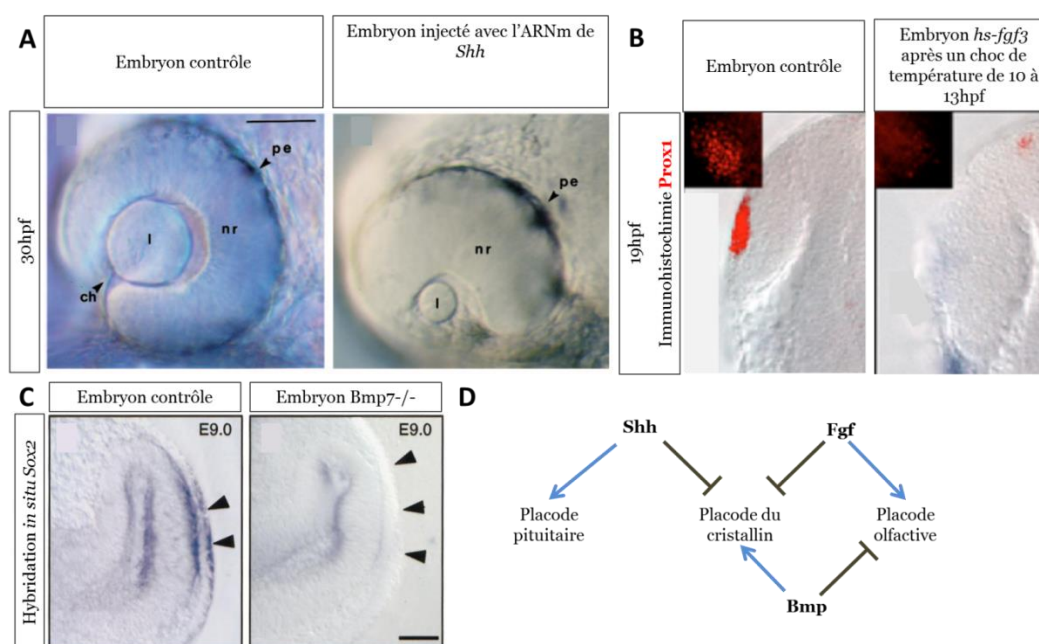 A
Embryon contrôle
Embryon injecté avec l'ARNm de
Shh
30hpf
pe
l
nr
ch
pe
nr
l
B
Embryon contrôle
Embryon hs-fgf3
après un choc de
température de 10 à
13hpf
19hpf
Immunohistochimie Prox1
C
Embryon contrôle
Embryon Bmp7-/-
Hybridation in situ Sox2
E9.0
E9.0
D
Shh
Fgf
Placode
pituitaire
Placode du
cristallin
Placode
olfactive
Bmp